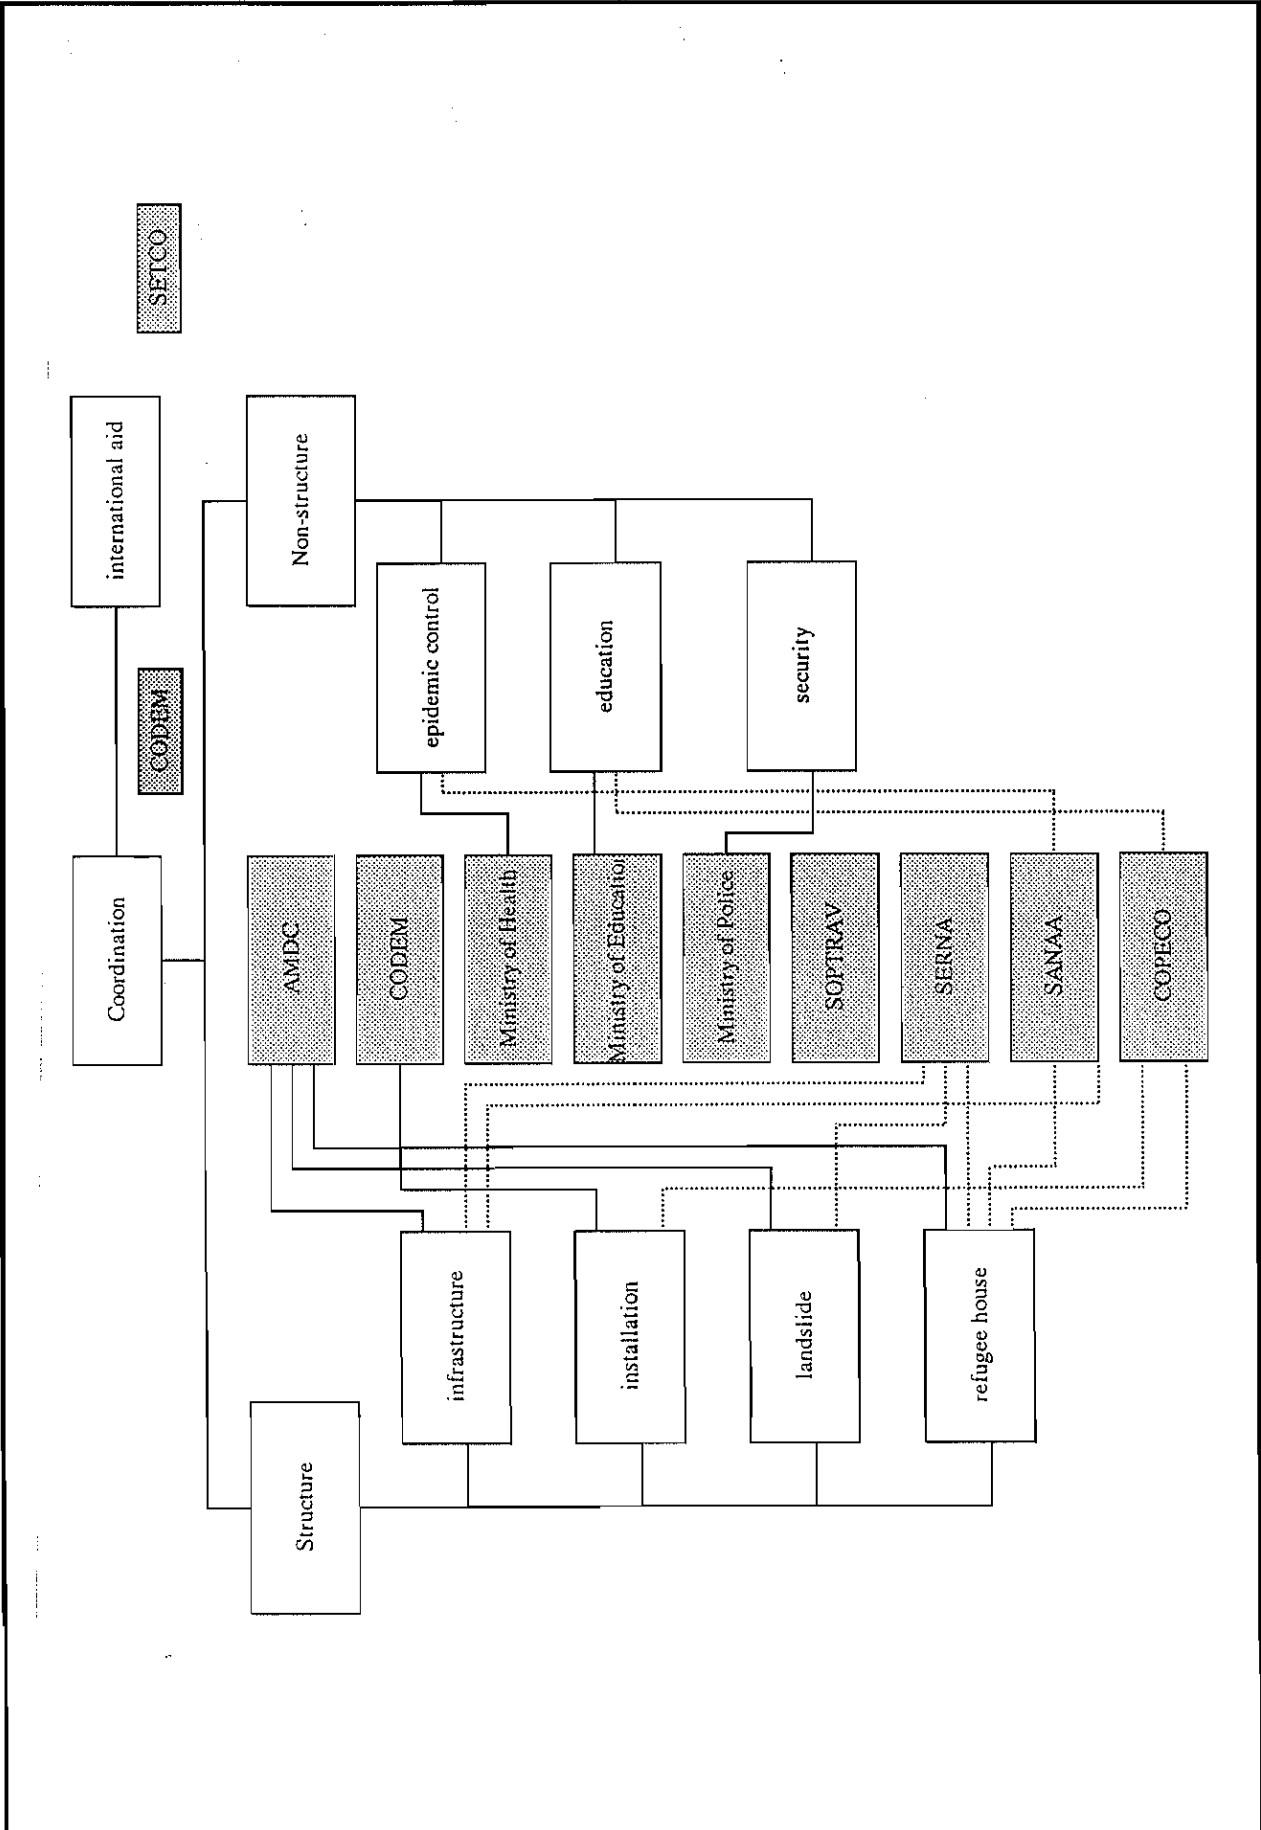 Coordination
CODEM
international aid
SETCO
Structure
AMDC
Non-structure
infrastructure
CODEM
epidemic control
installation
Ministry of Health
education
landslide
Ministry of Education
security
refugee house
Ministry of Police
SOPTRAV
SERNA
SANAA
COPECO